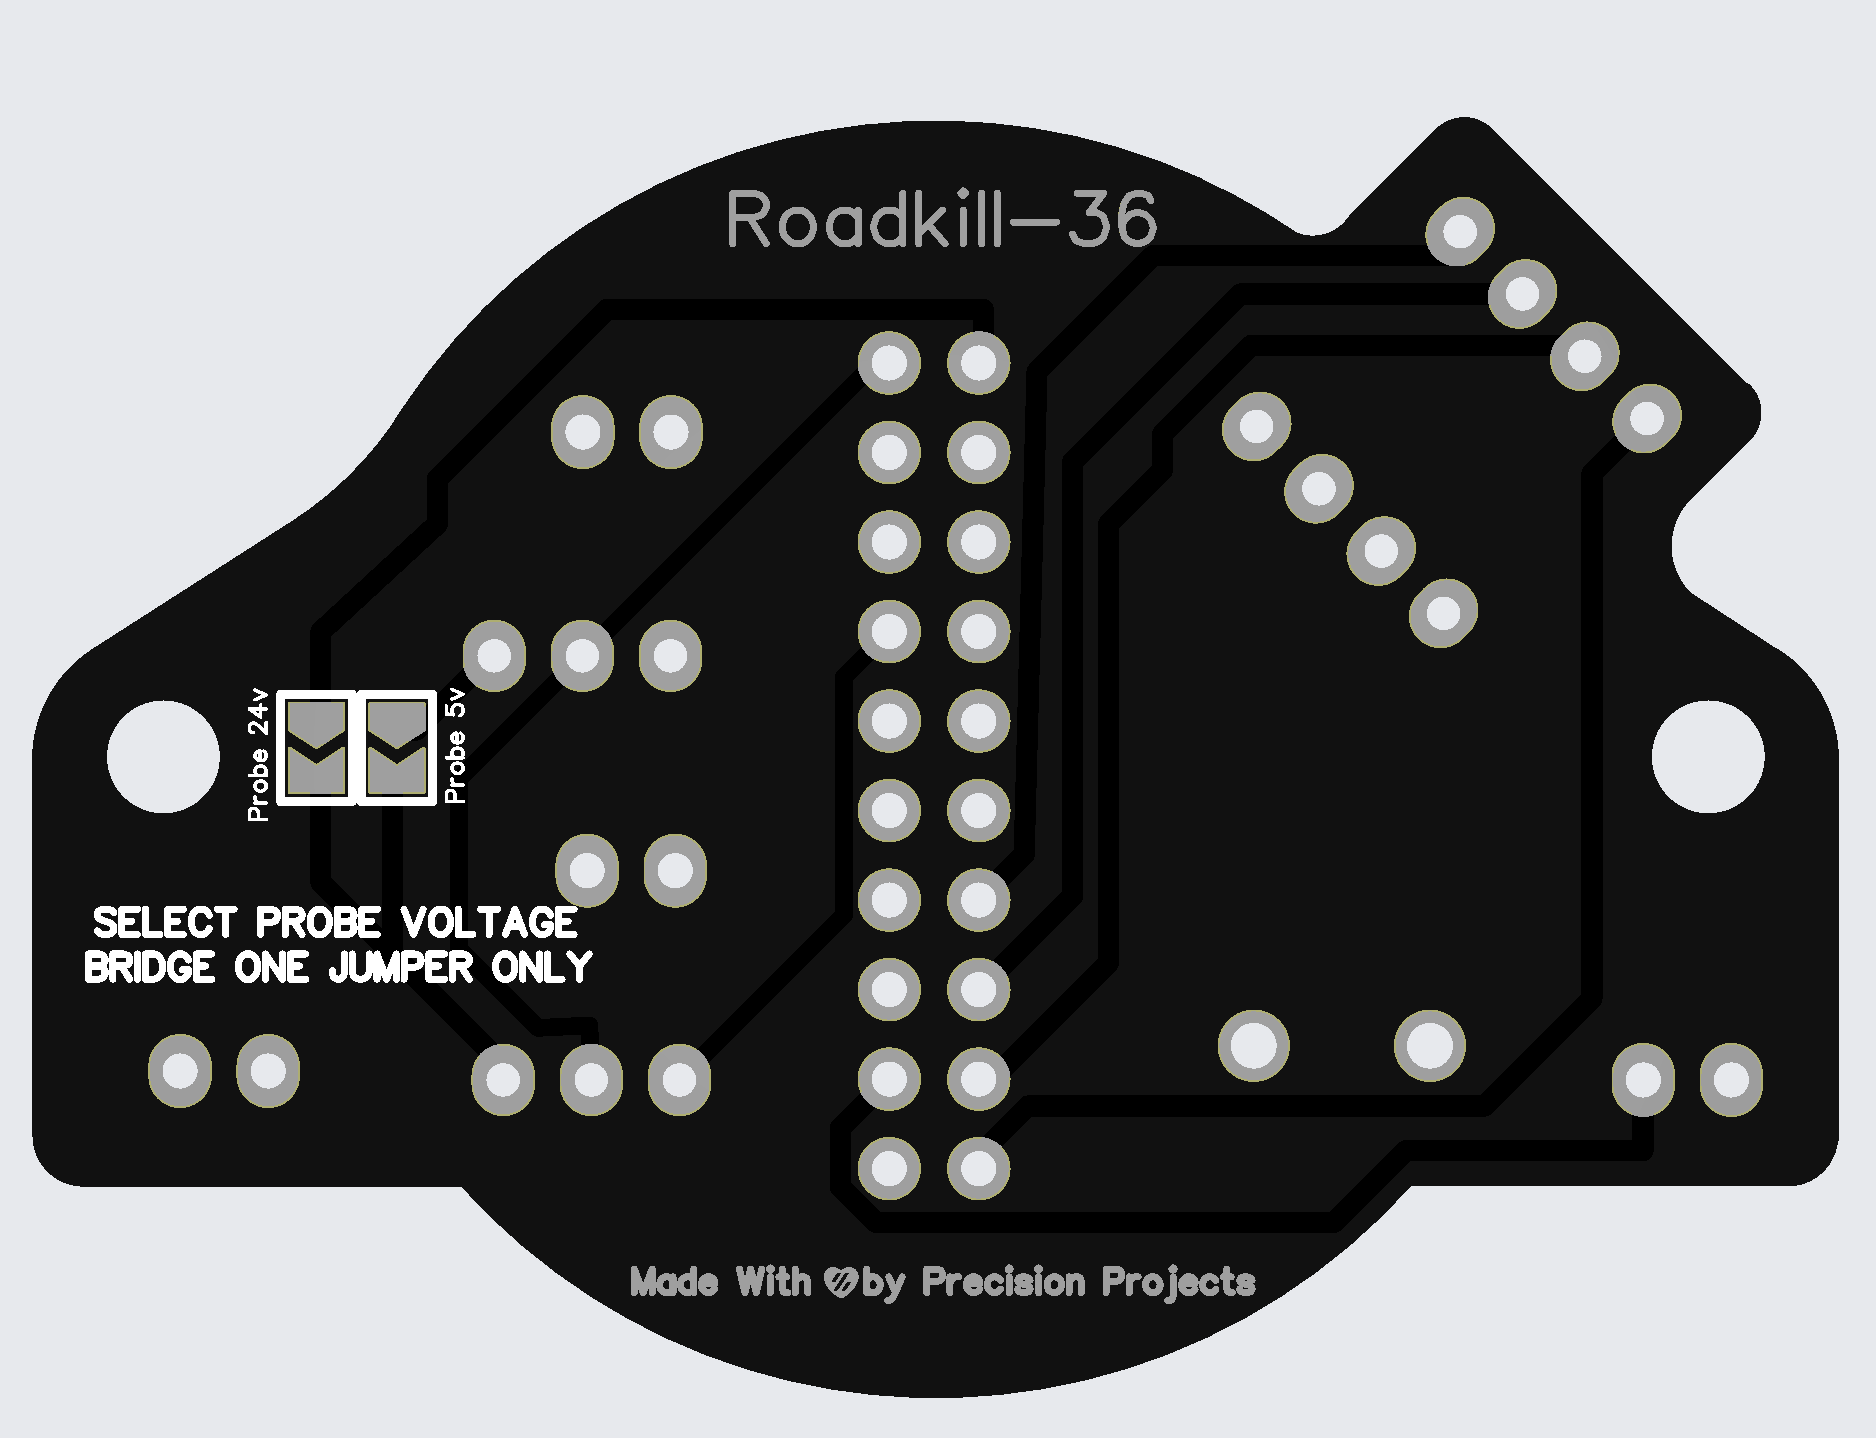 Roadkill-36
Probe 24v
Probe 5v
SELECT PROBE VOLTAGE
BRIDGE ONE JUMPER ONLY
Made With by Precision Projects